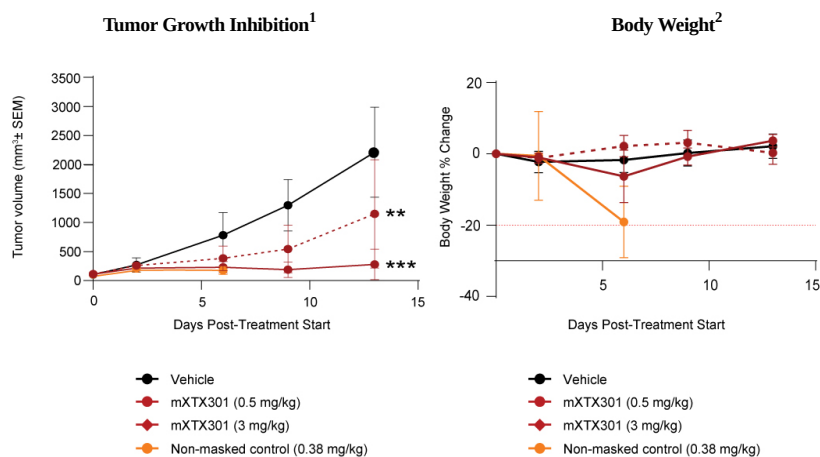 Tumor Growth Inhibition1
Tumor volume (mm3± SEM)
3500
3000
2500
2000
1500
1000
500
0
**
***
0
5
10
15
Days Post-Treatment Start
Vehicle
mXTX301 (0.5 mg/kg)
mXTX301 (3 mg/kg)
Non-masked control (0.38 mg/kg)
Body Weight2
Body Weight % Change
20
0
-20
-40
5
10
15
Days Post-Treatment Start
Vehicle
mXTX301 (0.5 mg/kg)
mXTX301 (3 mg/kg)
Non-masked control (0.38 mg/kg)